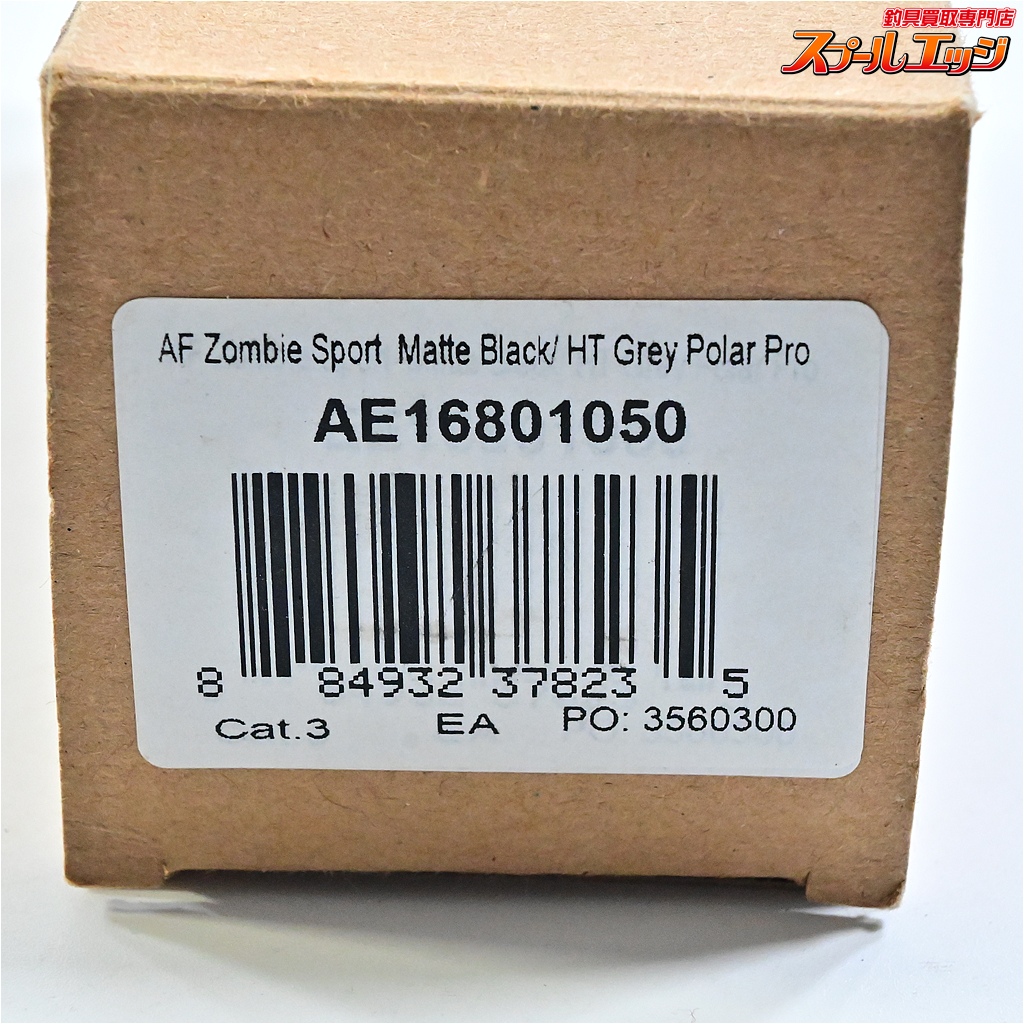 釣具買取専門店
スプールエッジ
AF Zombie Sport Matte Black/ HT Grey Polar Pro
AE16801050
8 84932 37823 5
Cat.3 EA PO: 3560300